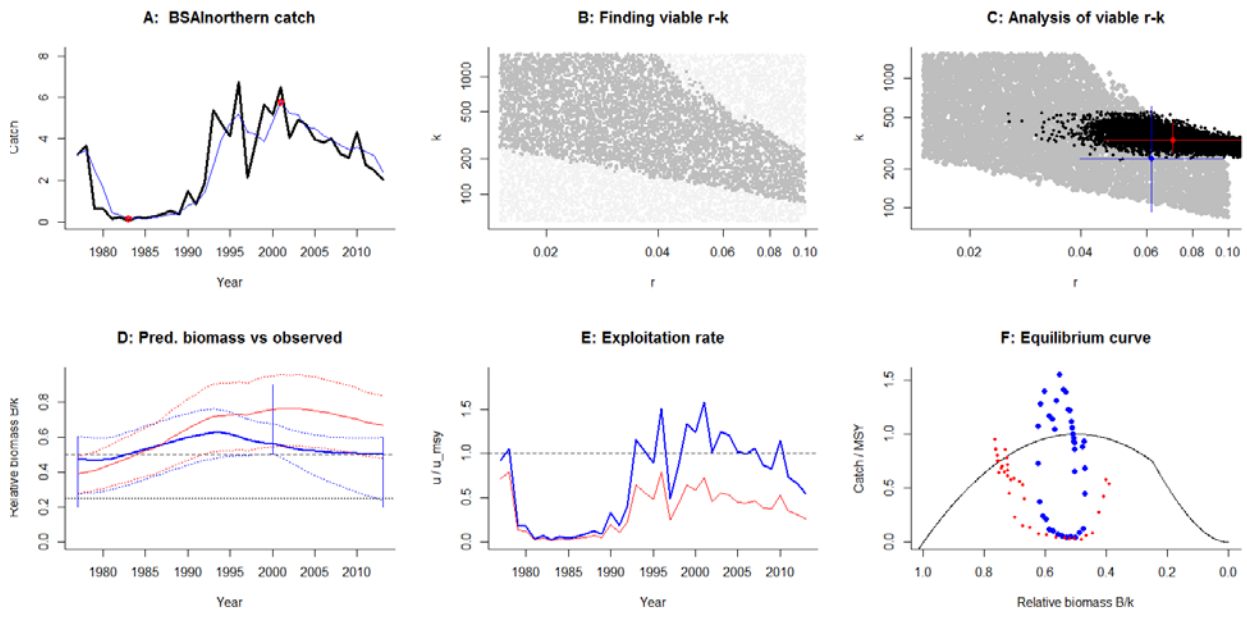 A: BSAInorthern catch
B: Finding viable r-k
C: Analysis of viable r-k
Catch
8
6
4
2
0
1980 1985 1990 1995 2000 2005 2010
Year
k
1000
500
200
100
0.02 0.04 0.06 0.08 0.10
r
k
1000
500
200
100
0.02 0.04 0.06 0.08 0.10
r
D: Pred. biomass vs observed
E: Exploitation rate
F: Equilibrium curve
Relative biomass B/k
0.8
0.6
0.4
0.2
0.0
1980 1985 1990 1995 2000 2005 2010
Year
u / u_msy
1.5
1.0
0.5
0.0
1980 1985 1990 1995 2000 2005 2010
Year
Catch / MSY
1.5
1.0
0.5
0.0
1.0 0.8 0.6 0.4 0.2 0.0
Relative biomass B/k